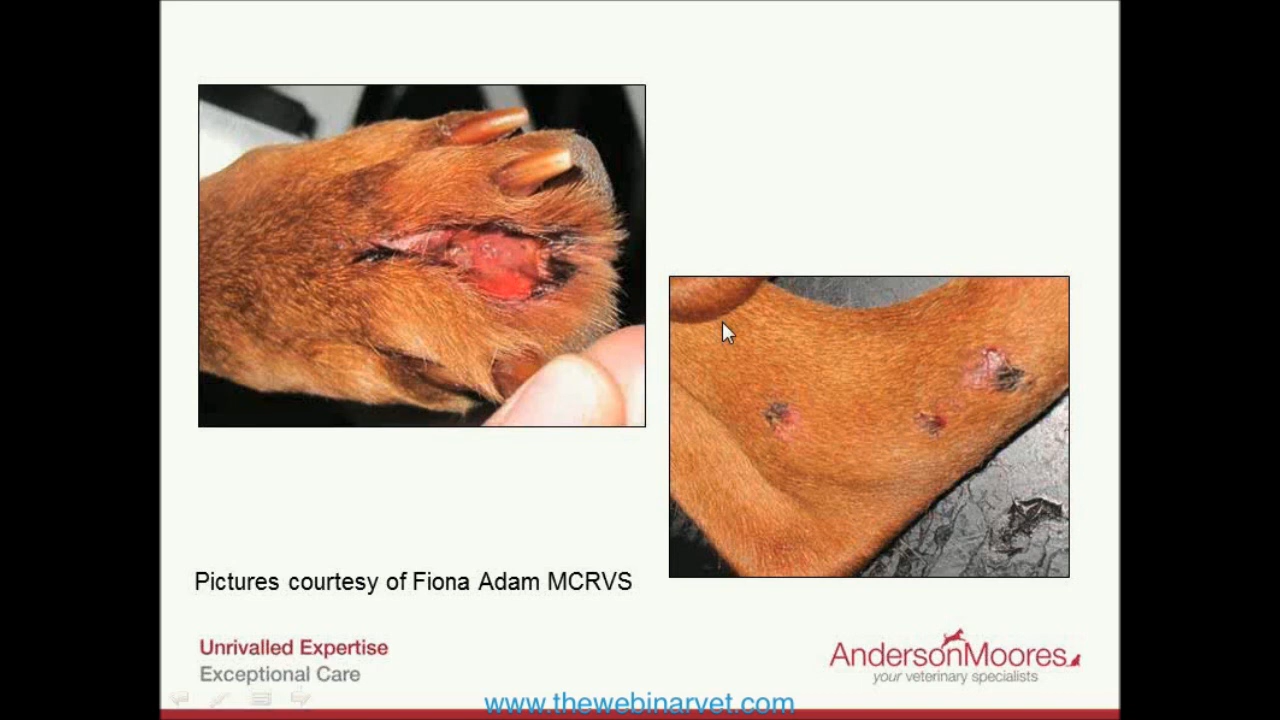 Pictures courtesy of Fiona Adam MCRVS
Unrivalled Expertise
Exceptional Care
AndersonMoores
your veterinary specialists
www.thewebinarvet.com